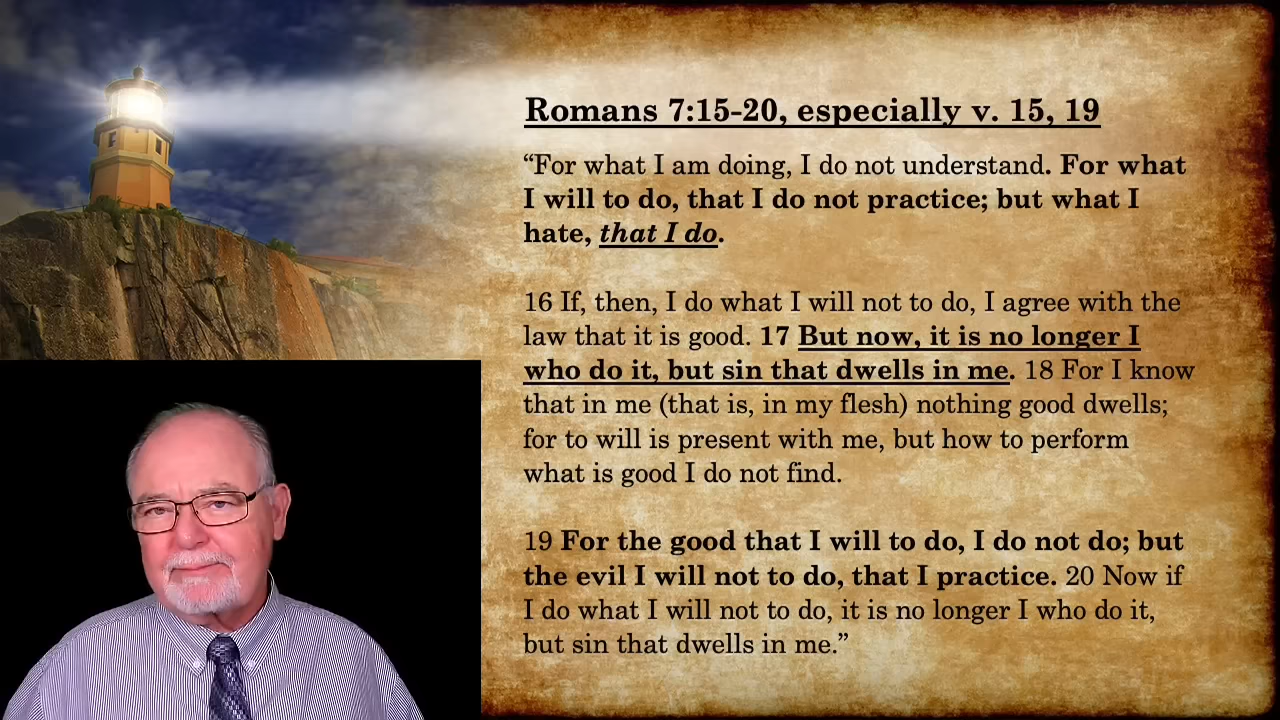 Romans 7:15-20, especially v. 15, 19
“For what I am doing, I do not understand. For what
I will to do, that I do not practice; but what I
hate, that I do.
16 If, then, I do what I will not to do, I agree with the
law that it is good. 17 But now, it is no longer I
who do it, but sin that dwells in me. 18 For I know
that in me (that is, in my flesh) nothing good dwells;
for to will is present with me, but how to perform
what is good I do not find.
19 For the good that I will to do, I do not do; but
the evil I will not to do, that I practice. 20 Now if
I do what I will not to do, it is no longer I who do it,
but sin that dwells in me.”